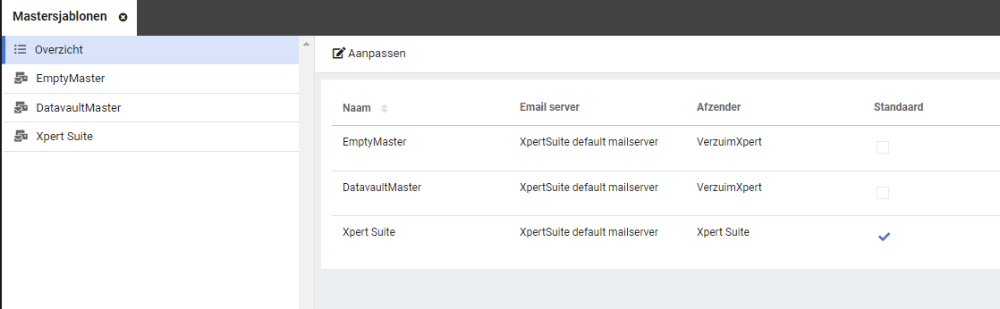 Mastersjablonen
Overzicht
EmptyMaster
DatavaultMaster
Xpert Suite
Aanpassen
Naam Email server Afzender Standaard
EmptyMaster XpertSuite default mailserver VerzuimXpert
DatavaultMaster XpertSuite default mailserver VerzuimXpert
Xpert Suite XpertSuite default mailserver Xpert Suite